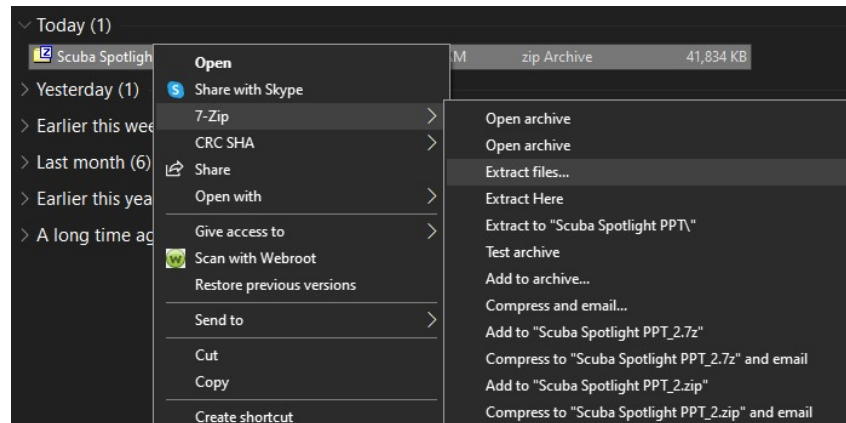 Today (1)
Scuba Spotligh M zip Archive 41,834 KB
Yesterday (1)
Earlier this wee
Last month (6)
Earlier this yea
A long time ag
Open
Share with Skype
7-Zip
CRC SHA
Share
Open with
Give access to
Scan with Webroot
Restore previous versions
Send to
Cut
Copy
Create shortcut
Open archive
Open archive
Extract files...
Extract Here
Extract to "Scuba Spotlight PPT\"
Test archive
Add to archive...
Compress and email...
Add to "Scuba Spotlight PPT_2.7z"
Compress to "Scuba Spotlight PPT_2.7z" and email
Add to "Scuba Spotlight PPT_2.zip"
Compress to "Scuba Spotlight PPT_2.zip" and email